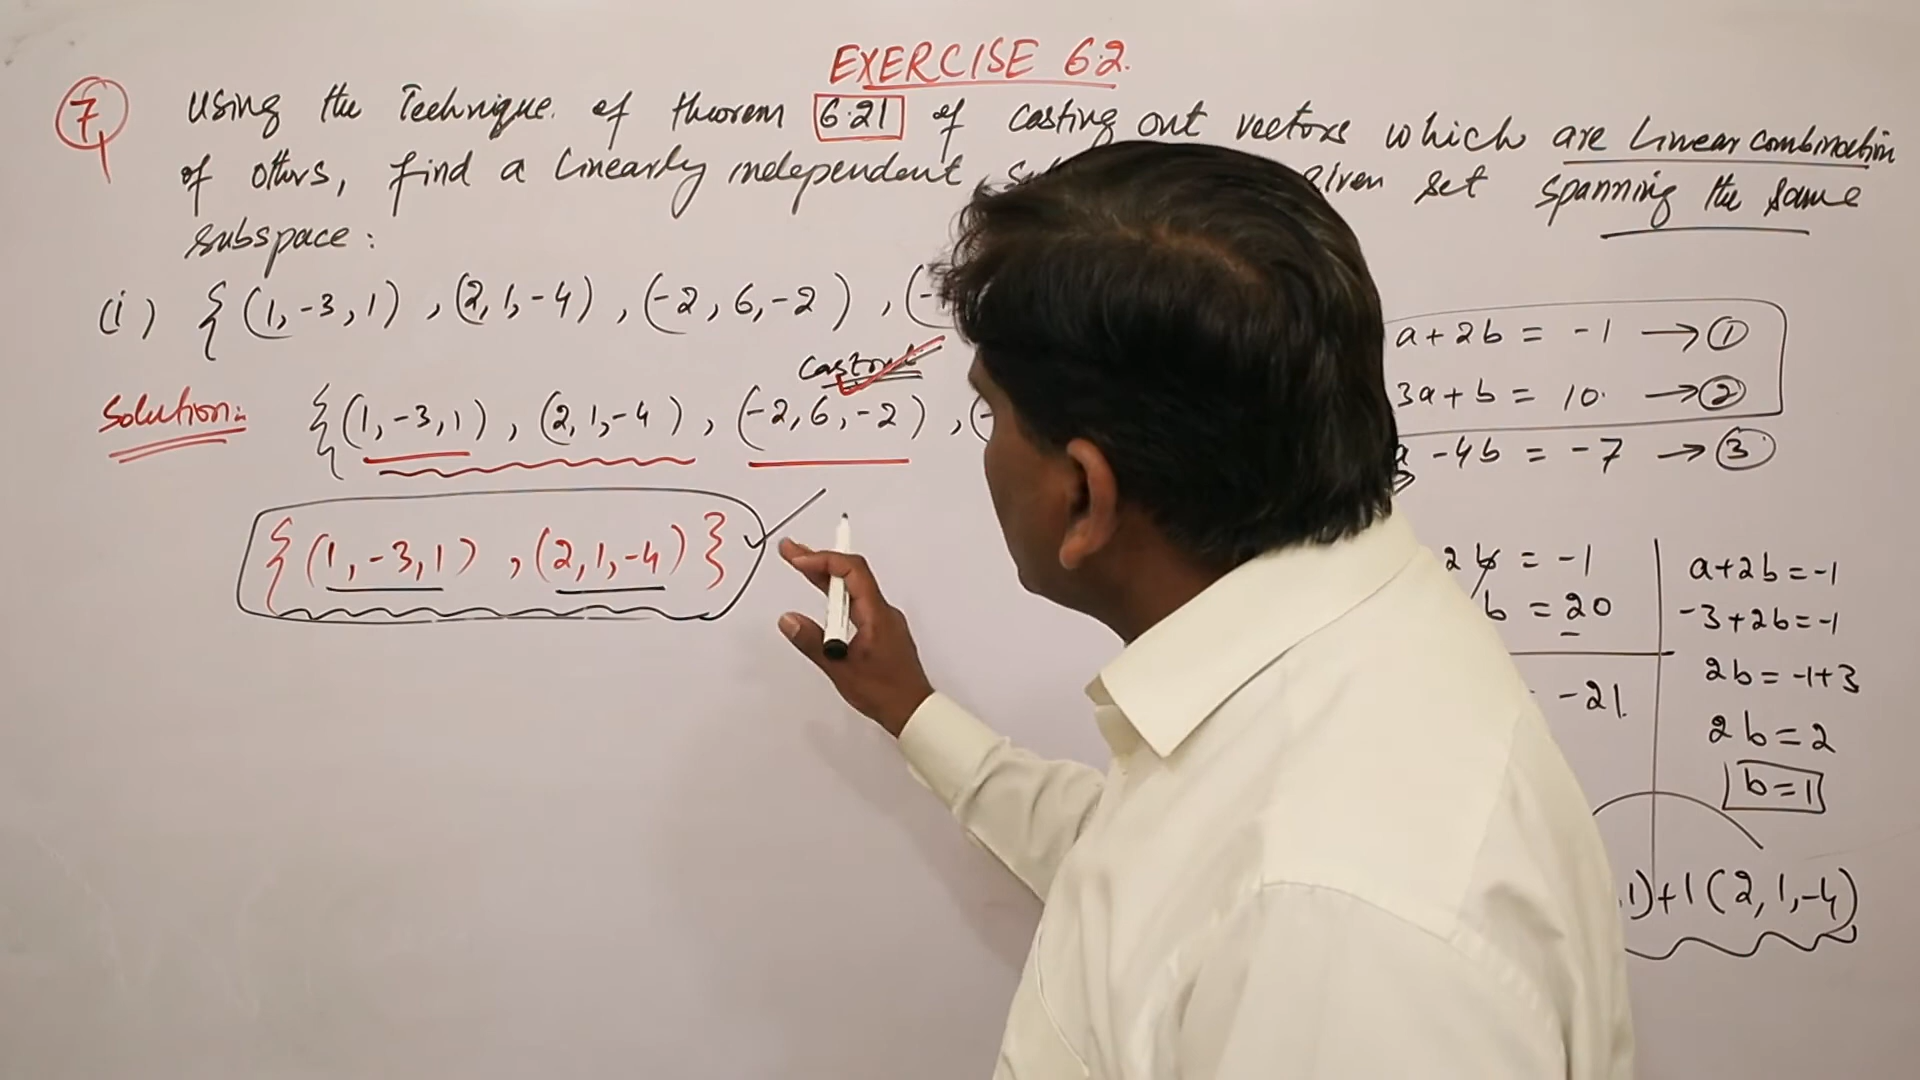 EXERCISE 6.2.
7 Using the Technique. of theorem 6.21 of casting out vectors which are Linear combination
of others, find a Linearly independent given set spanning the same
subspace:
(i) { (1,-3,1) , (2,1,-4) , (-2,6,-2) , (-
Solution:- {(1,-3,1) , (2,1,-4) , (-2,6,-2) , (-
Castout
{(1,-3,1) , (2,1,-4)}
a+2b = -1 → ①
3a+b = 10. → ②
a -4b = -7 → ③
2b = -1
b = 20
= -21.
a+2b=-1
-3+2b=-1
2b=-1+3
2b=2
b=1
,1)+1(2,1,-4)